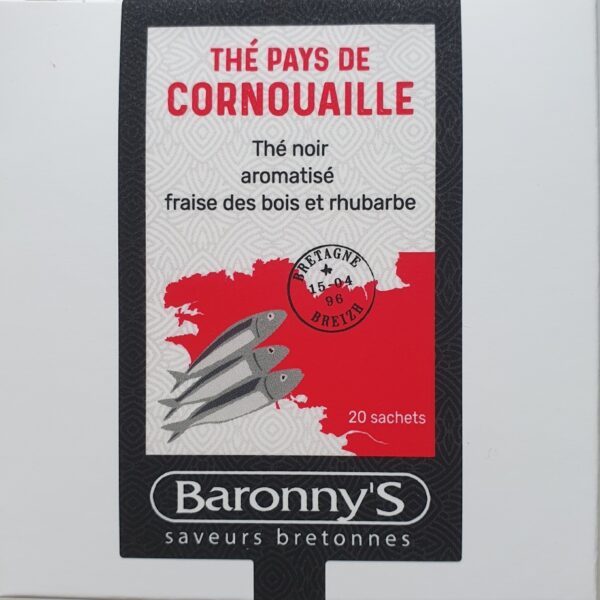 THÉ PAYS DE
CORNOUAILLE
Thé noir
aromatisé
fraise des bois et rhubarbe
BRETAGNE
15-04
96
BREIZH
20 sachets
Baronny'S
saveurs bretonnes